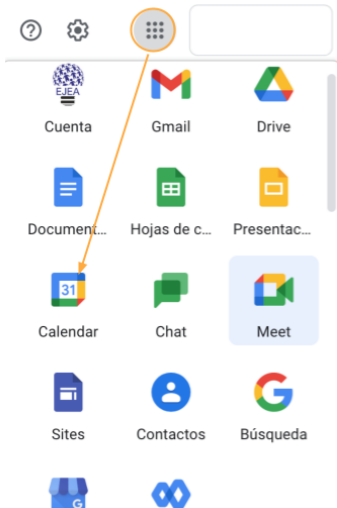 EJEA
Cuenta Gmail Drive
Document... Hojas de c... Presentac...
31
Calendar Chat Meet
Sites Contactos Búsqueda
G